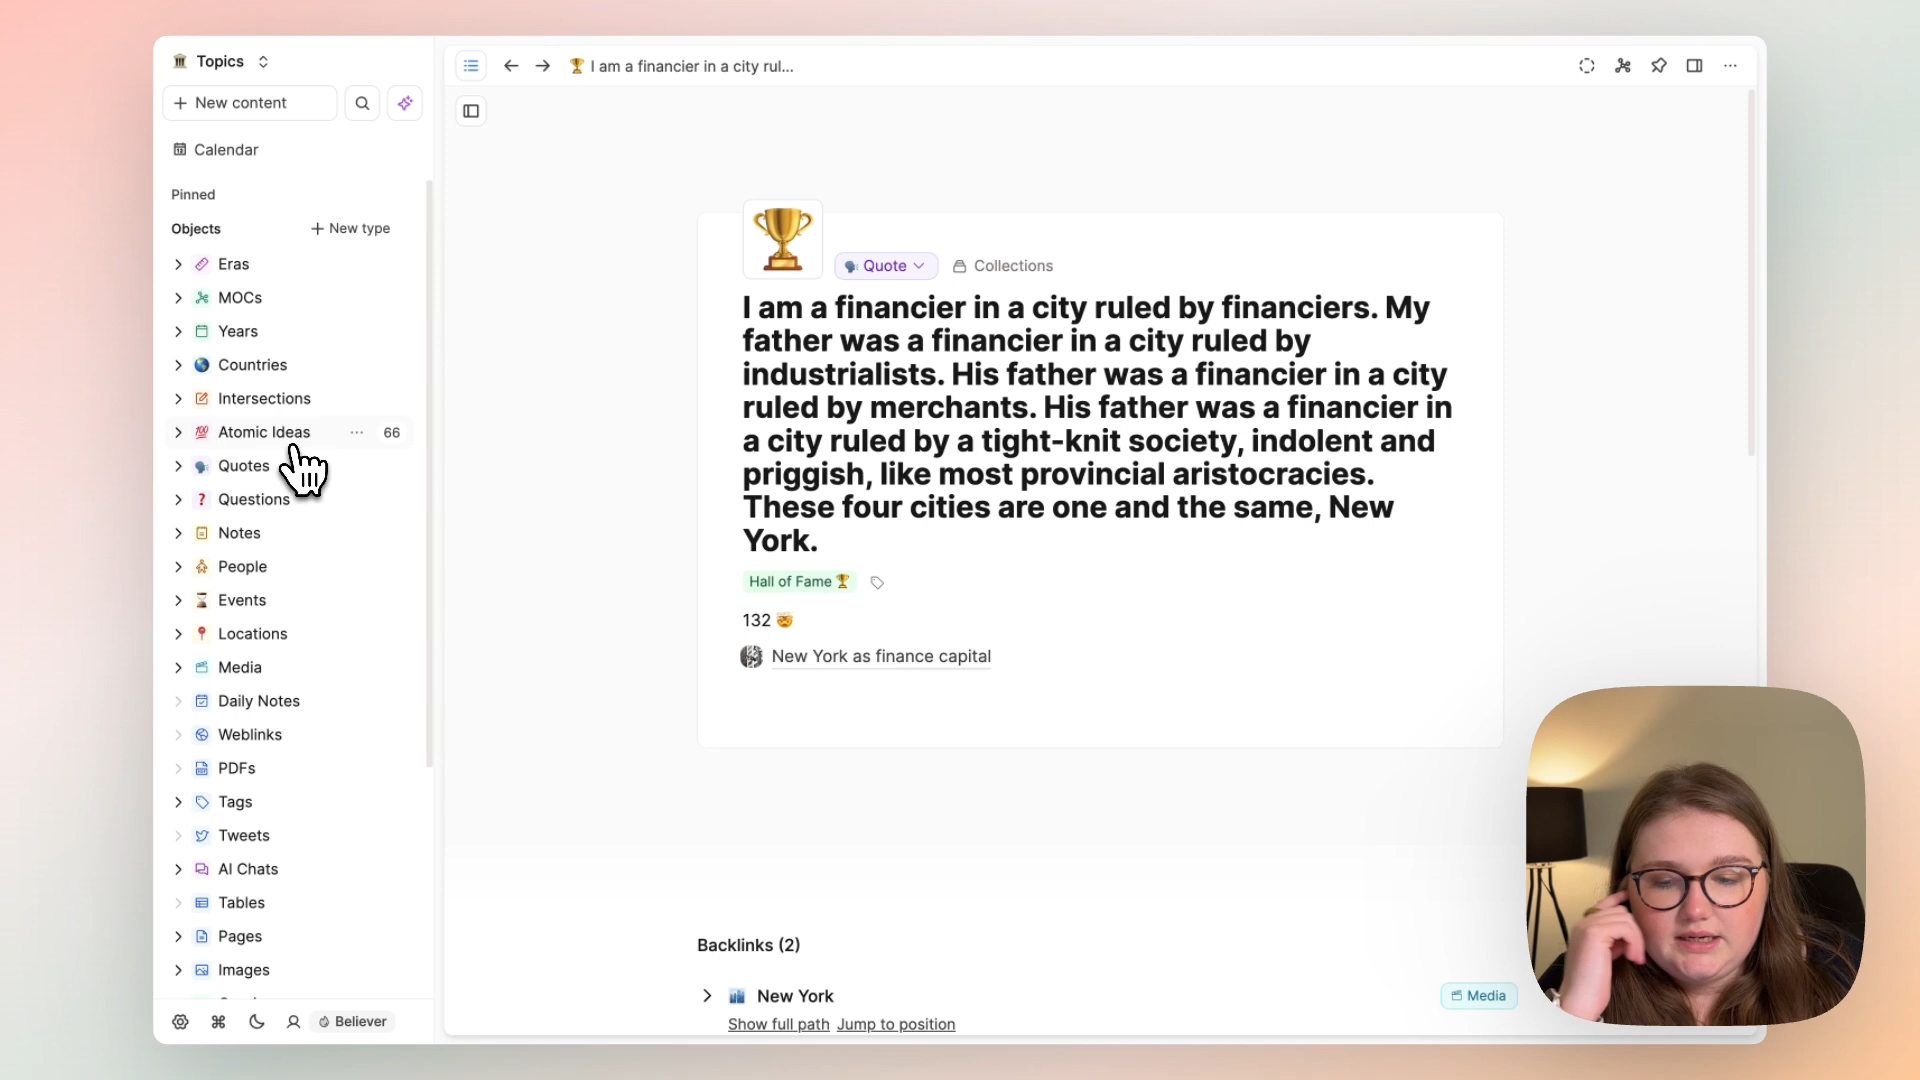 Topics
New content
Calendar
Pinned
Objects
New type
Eras
MOCs
Years
Countries
Intersections
Atomic Ideas
66
Quotes
Questions
Notes
People
Events
Locations
Media
Daily Notes
Weblinks
PDFs
Tags
Tweets
AI Chats
Tables
Pages
Images
Believer
I am a financier in a city rul...
Quote
Collections
I am a financier in a city ruled by financiers. My
father was a financier in a city ruled by
industrialists. His father was a financier in a city
ruled by merchants. His father was a financier in
a city ruled by a tight-knit society, indolent and
priggish, like most provincial aristocracies.
These four cities are one and the same, New
York.
Hall of Fame 🏆
132 🤯
New York as finance capital
Backlinks (2)
New York
Media
Show full path Jump to position